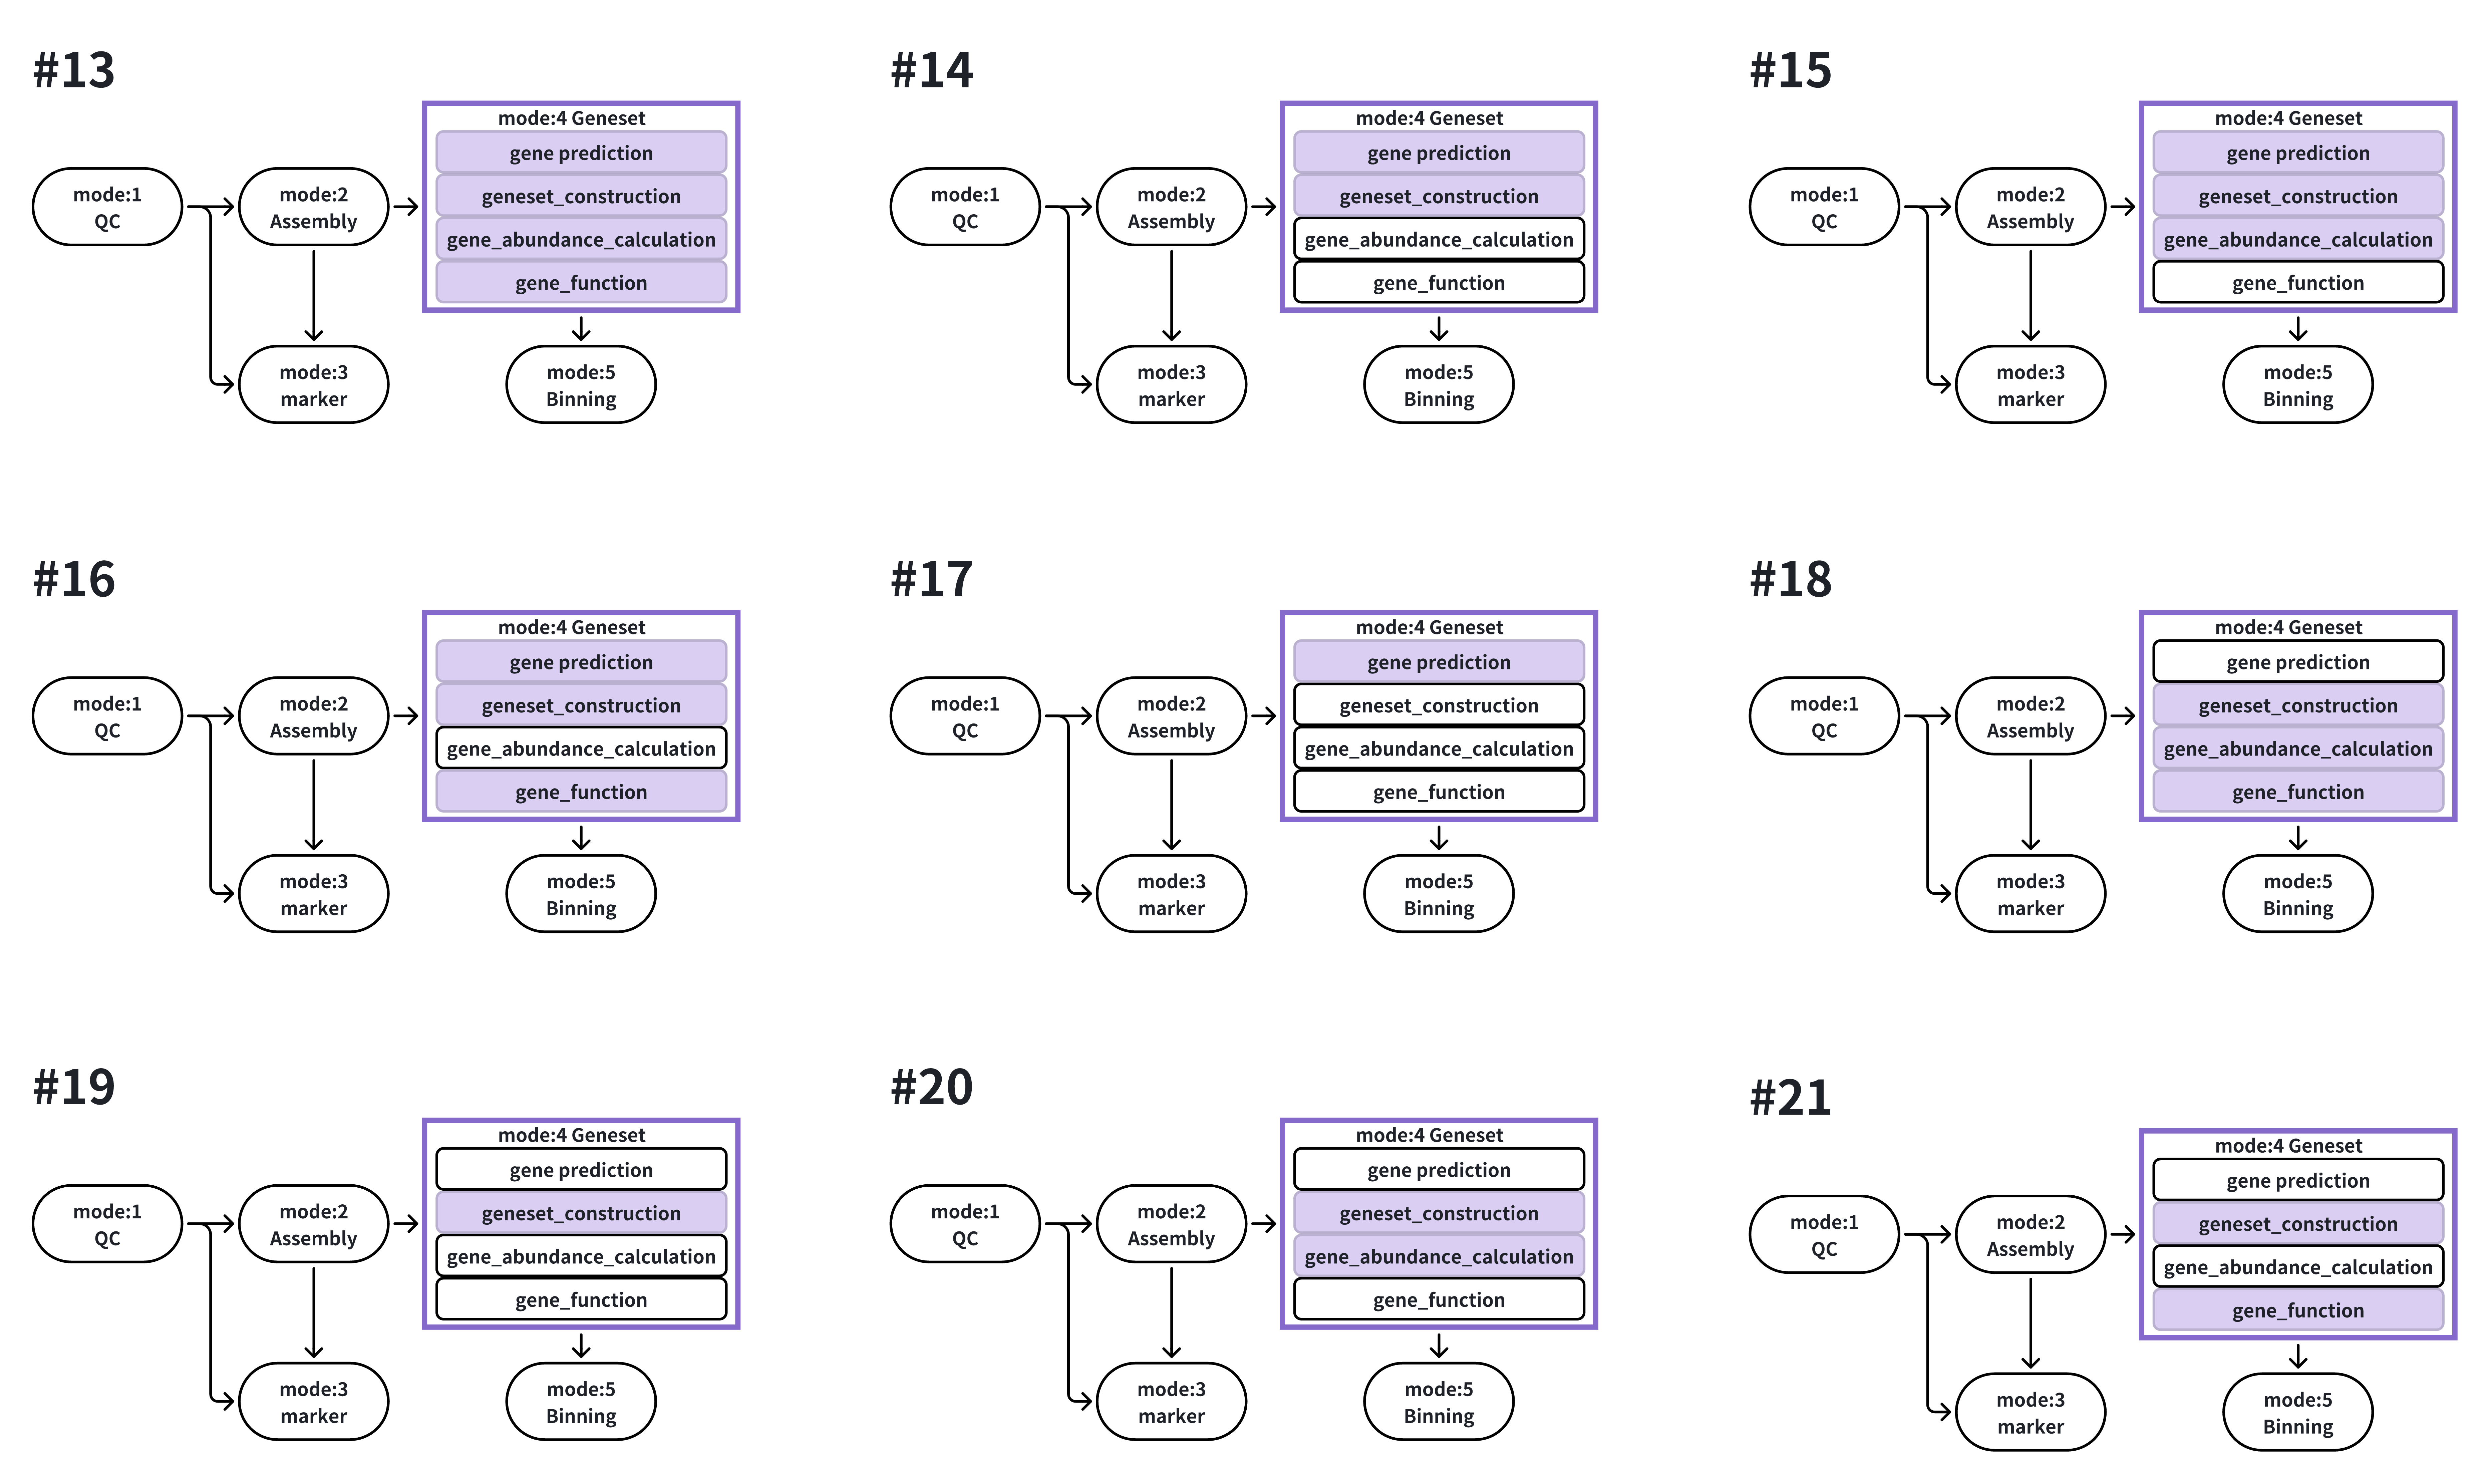 #13
mode:4 Geneset
gene prediction
geneset_construction
gene_abundance_calculation
gene_function
mode:1
QC
mode:2
Assembly
mode:3
marker
mode:5
Binning
#14
mode:4 Geneset
gene prediction
geneset_construction
gene_abundance_calculation
gene_function
mode:1
QC
mode:2
Assembly
mode:3
marker
mode:5
Binning
#15
mode:4 Geneset
gene prediction
geneset_construction
gene_abundance_calculation
gene_function
mode:1
QC
mode:2
Assembly
mode:3
marker
mode:5
Binning
#16
mode:4 Geneset
gene prediction
geneset_construction
gene_abundance_calculation
gene_function
mode:1
QC
mode:2
Assembly
mode:3
marker
mode:5
Binning
#17
mode:4 Geneset
gene prediction
geneset_construction
gene_abundance_calculation
gene_function
mode:1
QC
mode:2
Assembly
mode:3
marker
mode:5
Binning
#18
mode:4 Geneset
gene prediction
geneset_construction
gene_abundance_calculation
gene_function
mode:1
QC
mode:2
Assembly
mode:3
marker
mode:5
Binning
#19
mode:4 Geneset
gene prediction
geneset_construction
gene_abundance_calculation
gene_function
mode:1
QC
mode:2
Assembly
mode:3
marker
mode:5
Binning
#20
mode:4 Geneset
gene prediction
geneset_construction
gene_abundance_calculation
gene_function
mode:1
QC
mode:2
Assembly
mode:3
marker
mode:5
Binning
#21
mode:4 Geneset
gene prediction
geneset_construction
gene_abundance_calculation
gene_function
mode:1
QC
mode:2
Assembly
mode:3
marker
mode:5
Binning